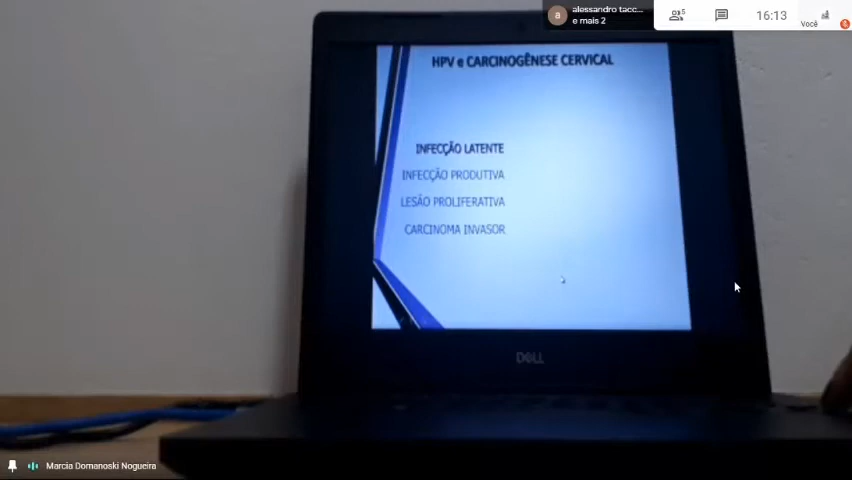 alessandro tacc...
e mais 2
5
16:13
Você
HPV e CARCINOGÊNESE CERVICAL
INFECÇÃO LATENTE
INFECÇÃO PRODUTIVA
LESÃO PROLIFERATIVA
CARCINOMA INVASOR
DELL
Marcia Domanoski Nogueira